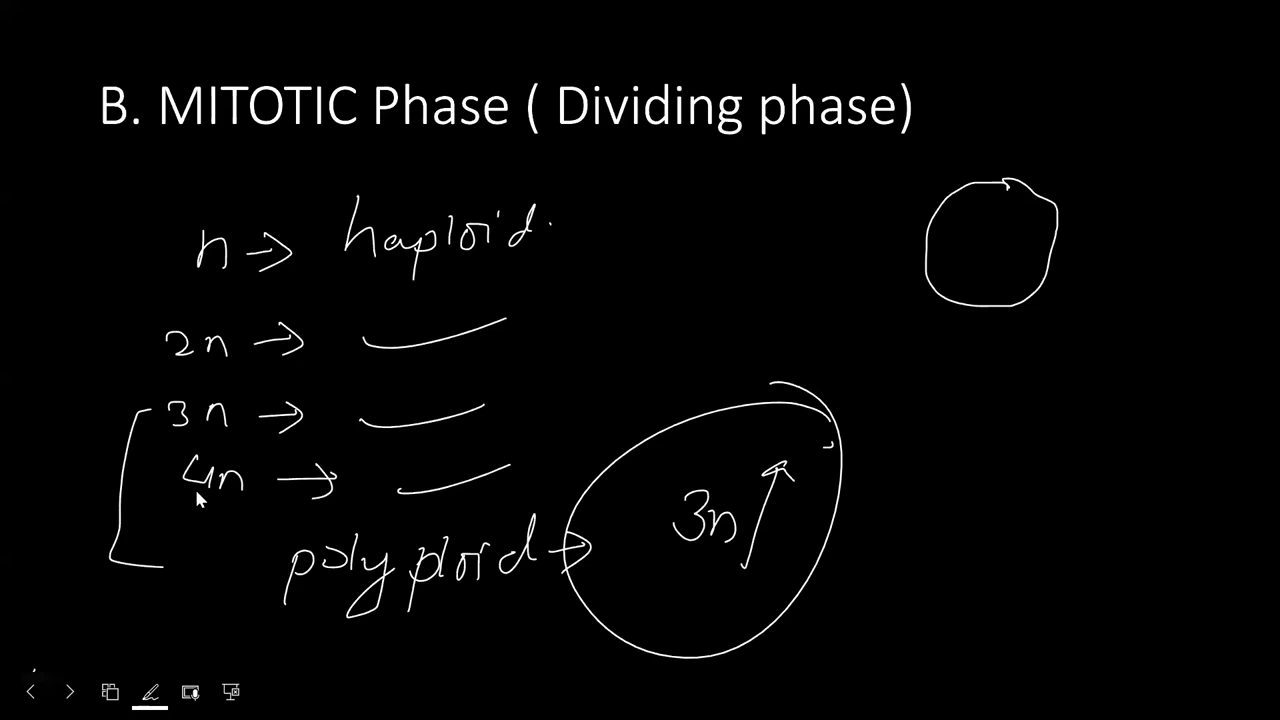 B. MITOTIC Phase ( Dividing phase)
n → haploid.
2n →
3n →
4n →
polyploid → 3n ↑